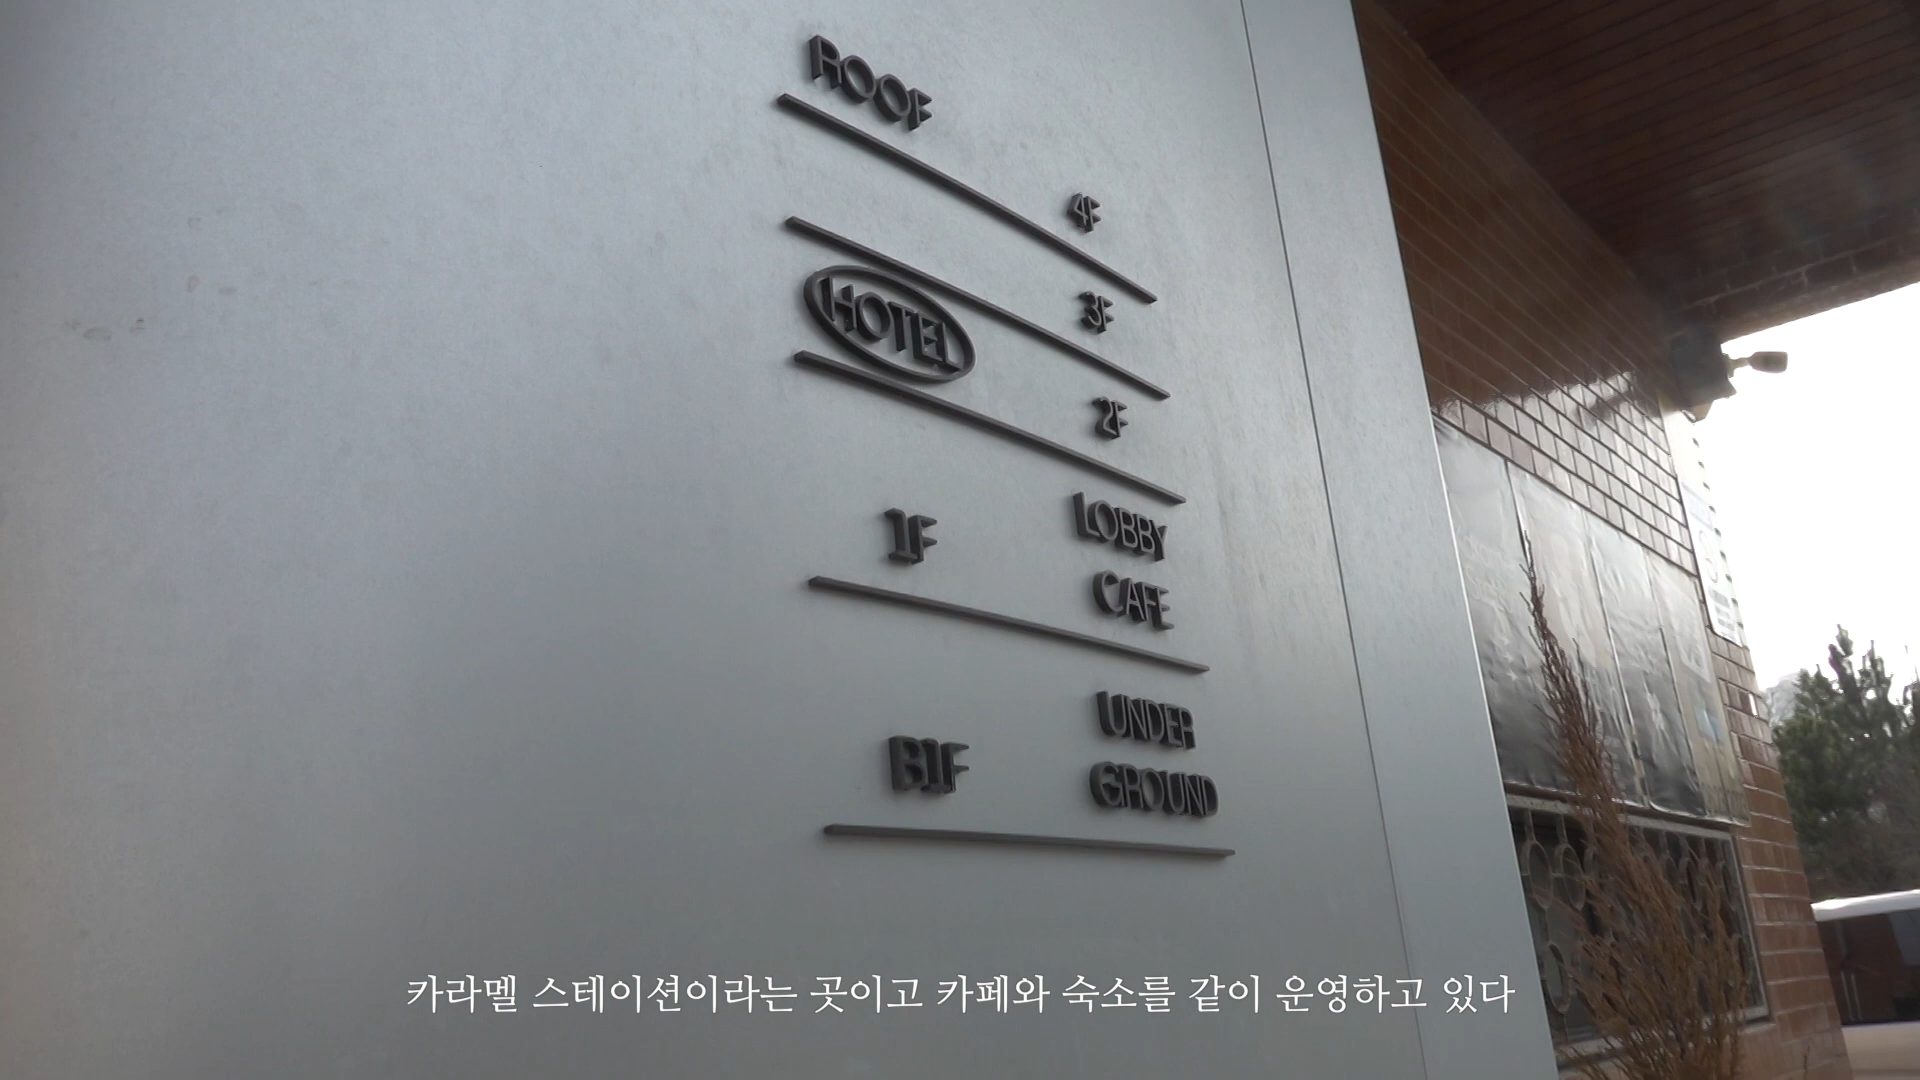 ROOF
4F
3F
HOTEL
2F
1F
LOBBY
CAFE
B1F
UNDER
GROUND
카라멜 스테이션이라는 곳이고 카페와 숙소를 같이 운영하고 있다